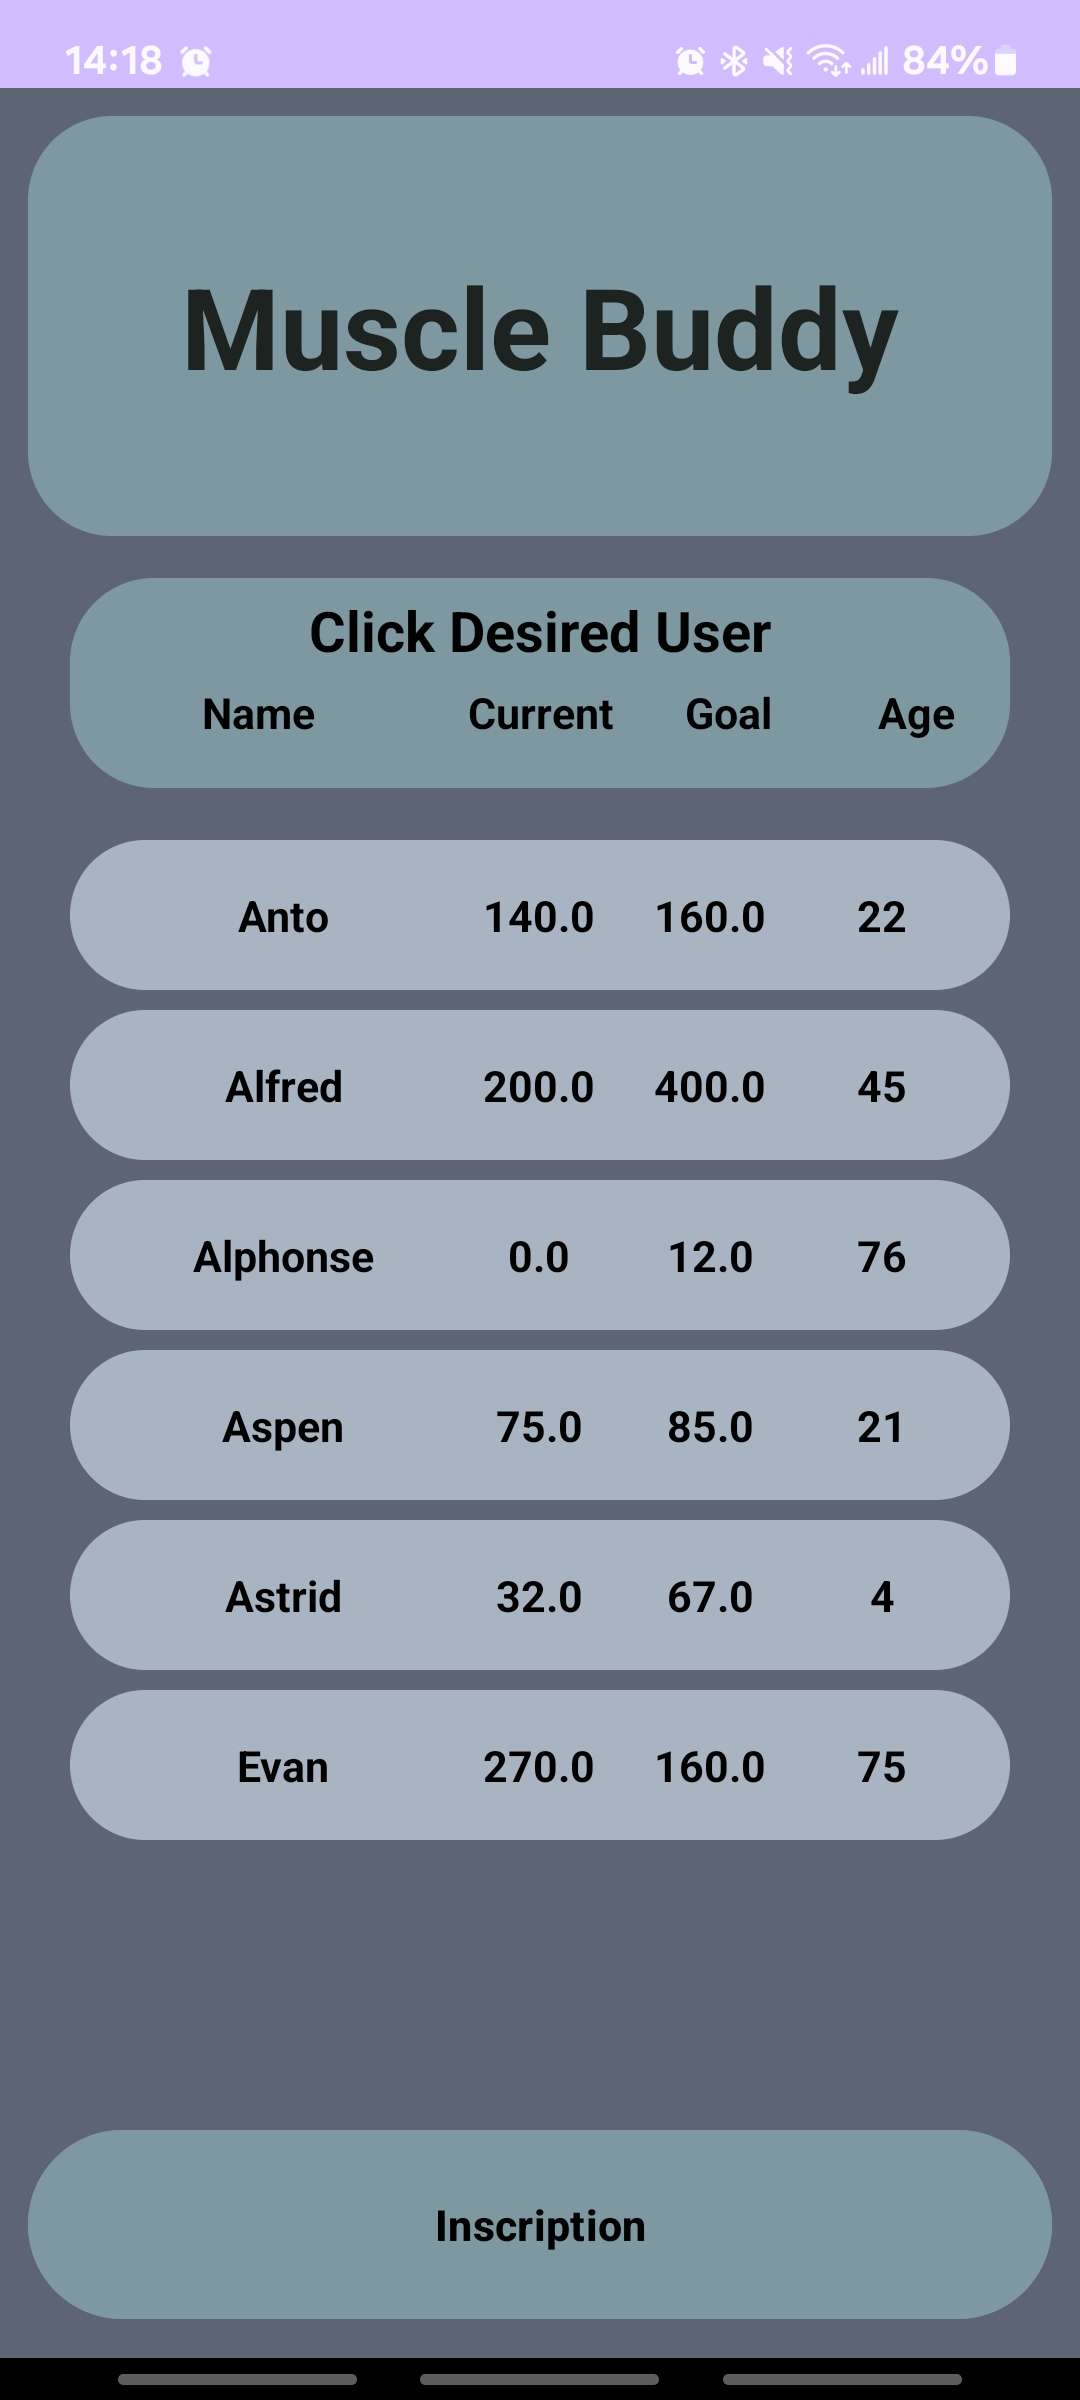 14:18 84%
Muscle Buddy
Click Desired User
Name Current Goal Age
Anto 140.0 160.0 22
Alfred 200.0 400.0 45
Alphonse 0.0 12.0 76
Aspen 75.0 85.0 21
Astrid 32.0 67.0 4
Evan 270.0 160.0 75
Inscription